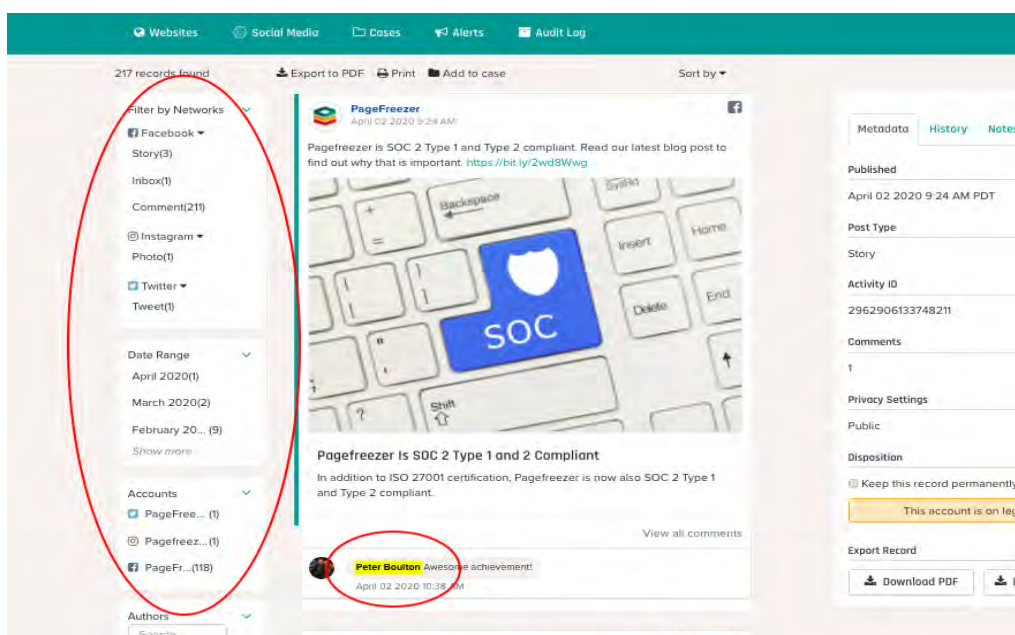 Websites Social Media Cases Alerts Audit Log
217 records found Export to PDF Print Add to case Sort by
Filter by Networks
Facebook
Story(3)
Inbox(1)
Comment(211)
Instagram
Photo(1)
Twitter
Tweet(1)
Date Range
April 2020(1)
March 2020(2)
February 20... (9)
Show more
Accounts
PageFree... (1)
Pagefreez...(1)
PageFr...(118)
Authors
Search
PageFreezer
April 02 2020 9:24 AM
Pagefreezer is SOC 2 Type 1 and Type 2 compliant. Read our latest blog post to
find out why that is important. https://bit.ly/2wd8Wwg
Backspace
SysRq
+
=
Insert
Home
}
]
{
[
Delete
End
SOC
"
'
;
Shift
?
/
Pagefreezer Is SOC 2 Type 1 and 2 Compliant
In addition to ISO 27001 certification, Pagefreezer is now also SOC 2 Type 1
and Type 2 compliant.
View all comments
Peter Boulton Awesome achievement!
April 02 2020 10:38 AM
Metadata History Notes
Published
April 02 2020 9:24 AM PDT
Post Type
Story
Activity ID
2962906133748211
Comments
1
Privacy Settings
Public
Disposition
Keep this record permanently
This account is on leg
Export Record
Download PDF